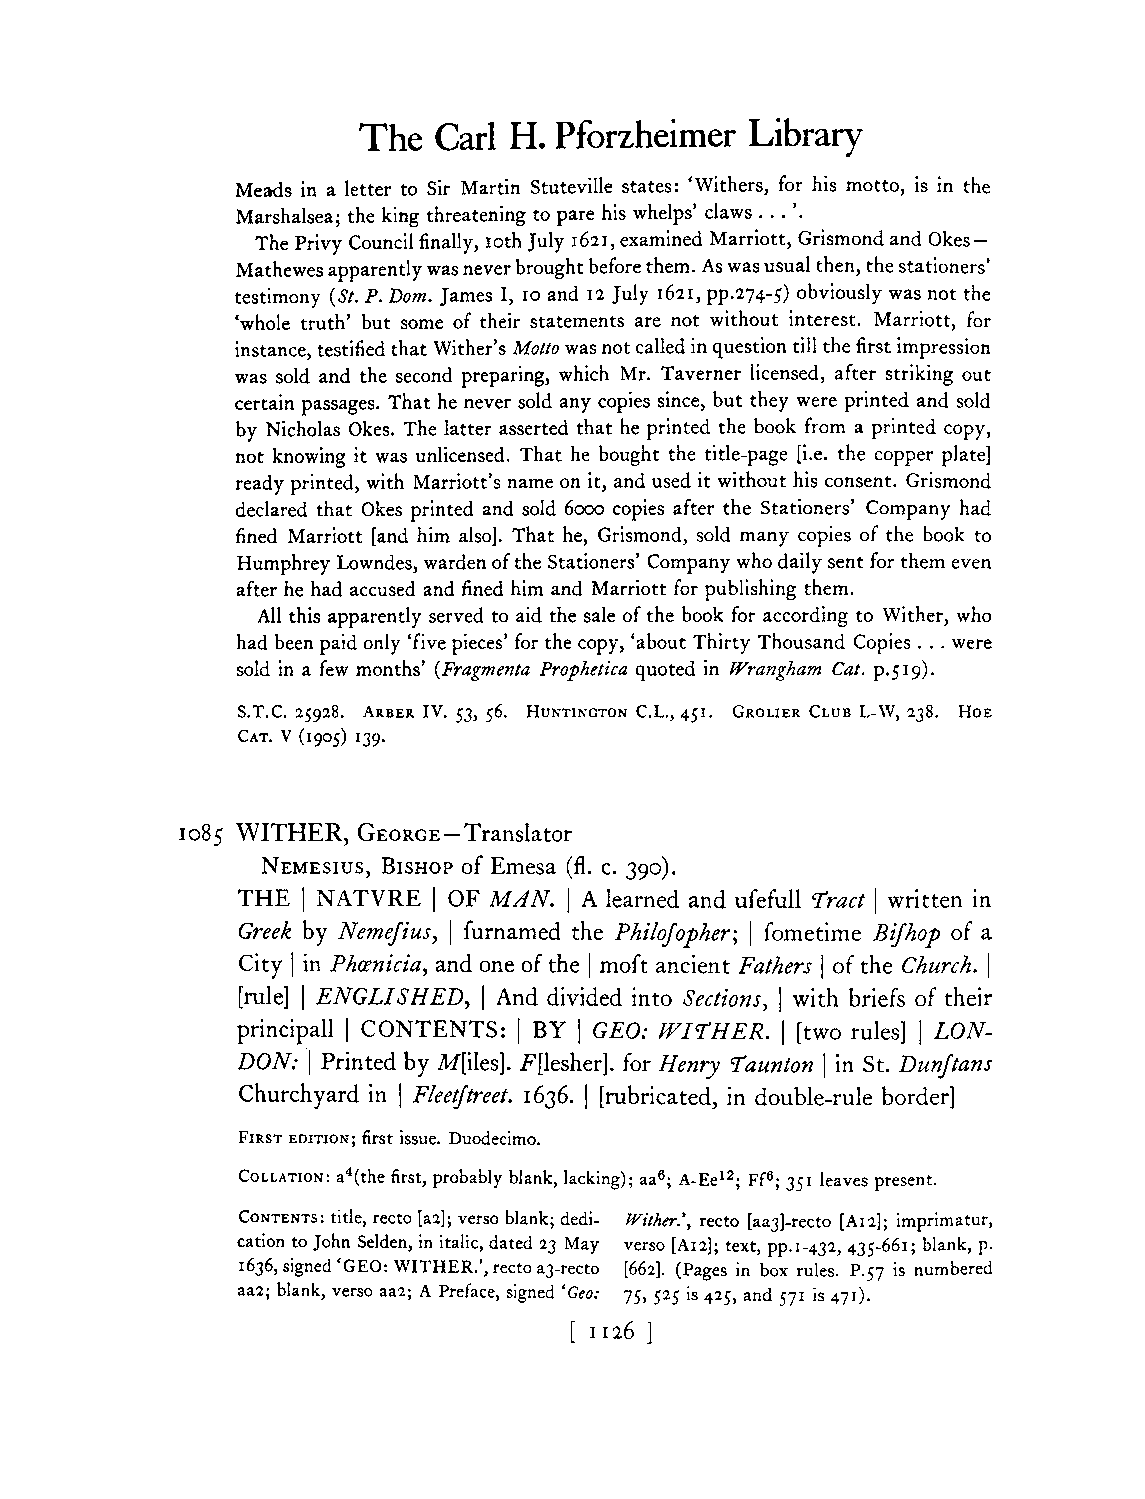 The Carl H. Pforzheimer Library
Meads in a letter to Sir Martin Stuteville states: ‘Withers, for his motto, is in the
Marshalsea; the king threatening to pare his whelps’ claws . . . ’.
The Privy Council finally, 10th July 1621, examined Marriott, Grismond and Okes—
Mathewes apparently was never brought before them. As was usual then, the stationers’
testimony (St. P. Dom. James I, 10 and 12 July 1621, pp.274-5) obviously was not the
‘whole truth’ but some of their statements are not without interest. Marriott, for
instance, testified that Wither’s Motto was not called in question till the first impression
was sold and the second preparing, which Mr. Taverner licensed, after striking out
certain passages. That he never sold any copies since, but they were printed and sold
by Nicholas Okes. The latter asserted that he printed the book from a printed copy,
not knowing it was unlicensed. That he bought the title-page [i.e. the copper plate]
ready printed, with Marriott’s name on it, and used it without his consent. Grismond
declared that Okes printed and sold 6000 copies after the Stationers’ Company had
fined Marriott [and him also]. That he, Grismond, sold many copies of the book to
Humphrey Lowndes, warden of the Stationers’ Company who daily sent for them even
after he had accused and fined him and Marriott for publishing them.
All this apparently served to aid the sale of the book for according to Wither, who
had been paid only ‘five pieces’ for the copy, ‘about Thirty Thousand Copies . . . were
sold in a few months’ (Fragmenta Prophetica quoted in Wrangham Cat. p.519).
S.T.C. 25928. ARBER IV. 53, 56. HUNTINGTON C.L., 451. GROLIER CLUB L-W, 238. HOE
CAT. V (1905) 139.
1085 WITHER, GEORGE—Translator
NEMESIUS, BISHOP of Emesa (fl. c. 390).
THE | NATVRE | OF MAN. | A learned and uſefull Tract | written in
Greek by Nemeſius, | ſurnamed the Philoſopher; | ſometime Biſhop of a
City | in Phœnicia, and one of the | moſt ancient Fathers | of the Church. |
[rule] | ENGLISHED, | And divided into Sections, | with briefs of their
principall | CONTENTS: | BY | GEO: WITHER. | [two rules] | LON-
DON: | Printed by M[iles]. F[lesher]. for Henry Taunton | in St. Dunſtans
Churchyard in | Fleetſtreet. 1636. | [rubricated, in double-rule border]
FIRST EDITION; first issue. Duodecimo.
COLLATION: a⁴(the first, probably blank, lacking); aa⁶; A-Ee¹²; Ff⁶; 351 leaves present.
CONTENTS: title, recto [a2]; verso blank; dedi-
cation to John Selden, in italic, dated 23 May
1636, signed ‘GEO: WITHER.’, recto a3-recto
aa2; blank, verso aa2; A Preface, signed ‘Geo:
Wither.’, recto [aa3]-recto [A12]; imprimatur,
verso [A12]; text, pp.1-432, 435-661; blank, p.
[662]. (Pages in box rules. P.57 is numbered
75, 525 is 425, and 571 is 471).
[ 1126 ]